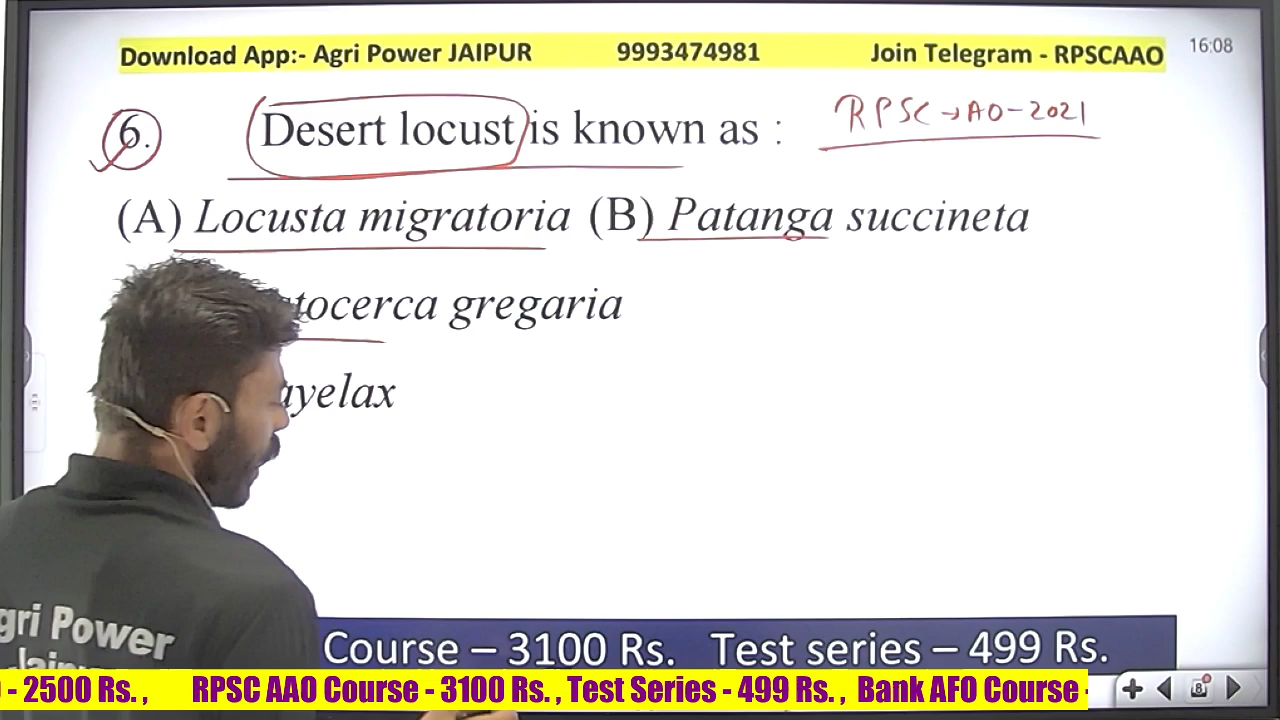 Download App:- Agri Power JAIPUR 9993474981 Join Telegram - RPSCAAO 16:08
6. Desert locust is known as : RPSC → AO - 2021
(A) Locusta migratoria (B) Patanga succineta
tocerca gregaria
ayelax
gri Power
Course – 3100 Rs. Test series – 499 Rs.
- 2500 Rs. , RPSC AAO Course - 3100 Rs. , Test Series - 499 Rs. , Bank AFO Course -
8